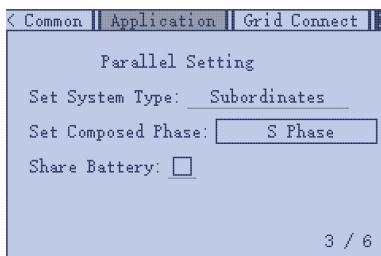 < Common Application Grid Connect
Parallel Setting
Set System Type: Subordinates
Set Composed Phase: S Phase
Share Battery:
3 / 6